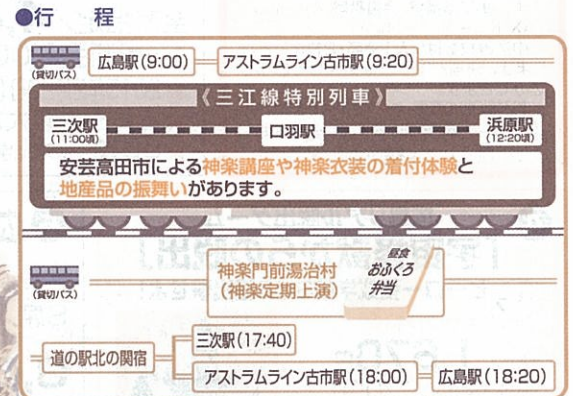 ●行 程
広島駅(9:00) アストラムライン古市駅(9:20)
(貸切バス)
《三江線特別列車》
三次駅 口羽駅 浜原駅
(11:00頃) (12:20頃)
安芸高田市による神楽講座や神楽衣装の着付体験と
地産品の振舞いがあります。
神楽門前湯治村
(神楽定期上演)
昼食
おふくろ
弁当
(貸切バス)
三次駅(17:40)
道の駅北の関宿
アストラムライン古市駅(18:00) 広島駅(18:20)